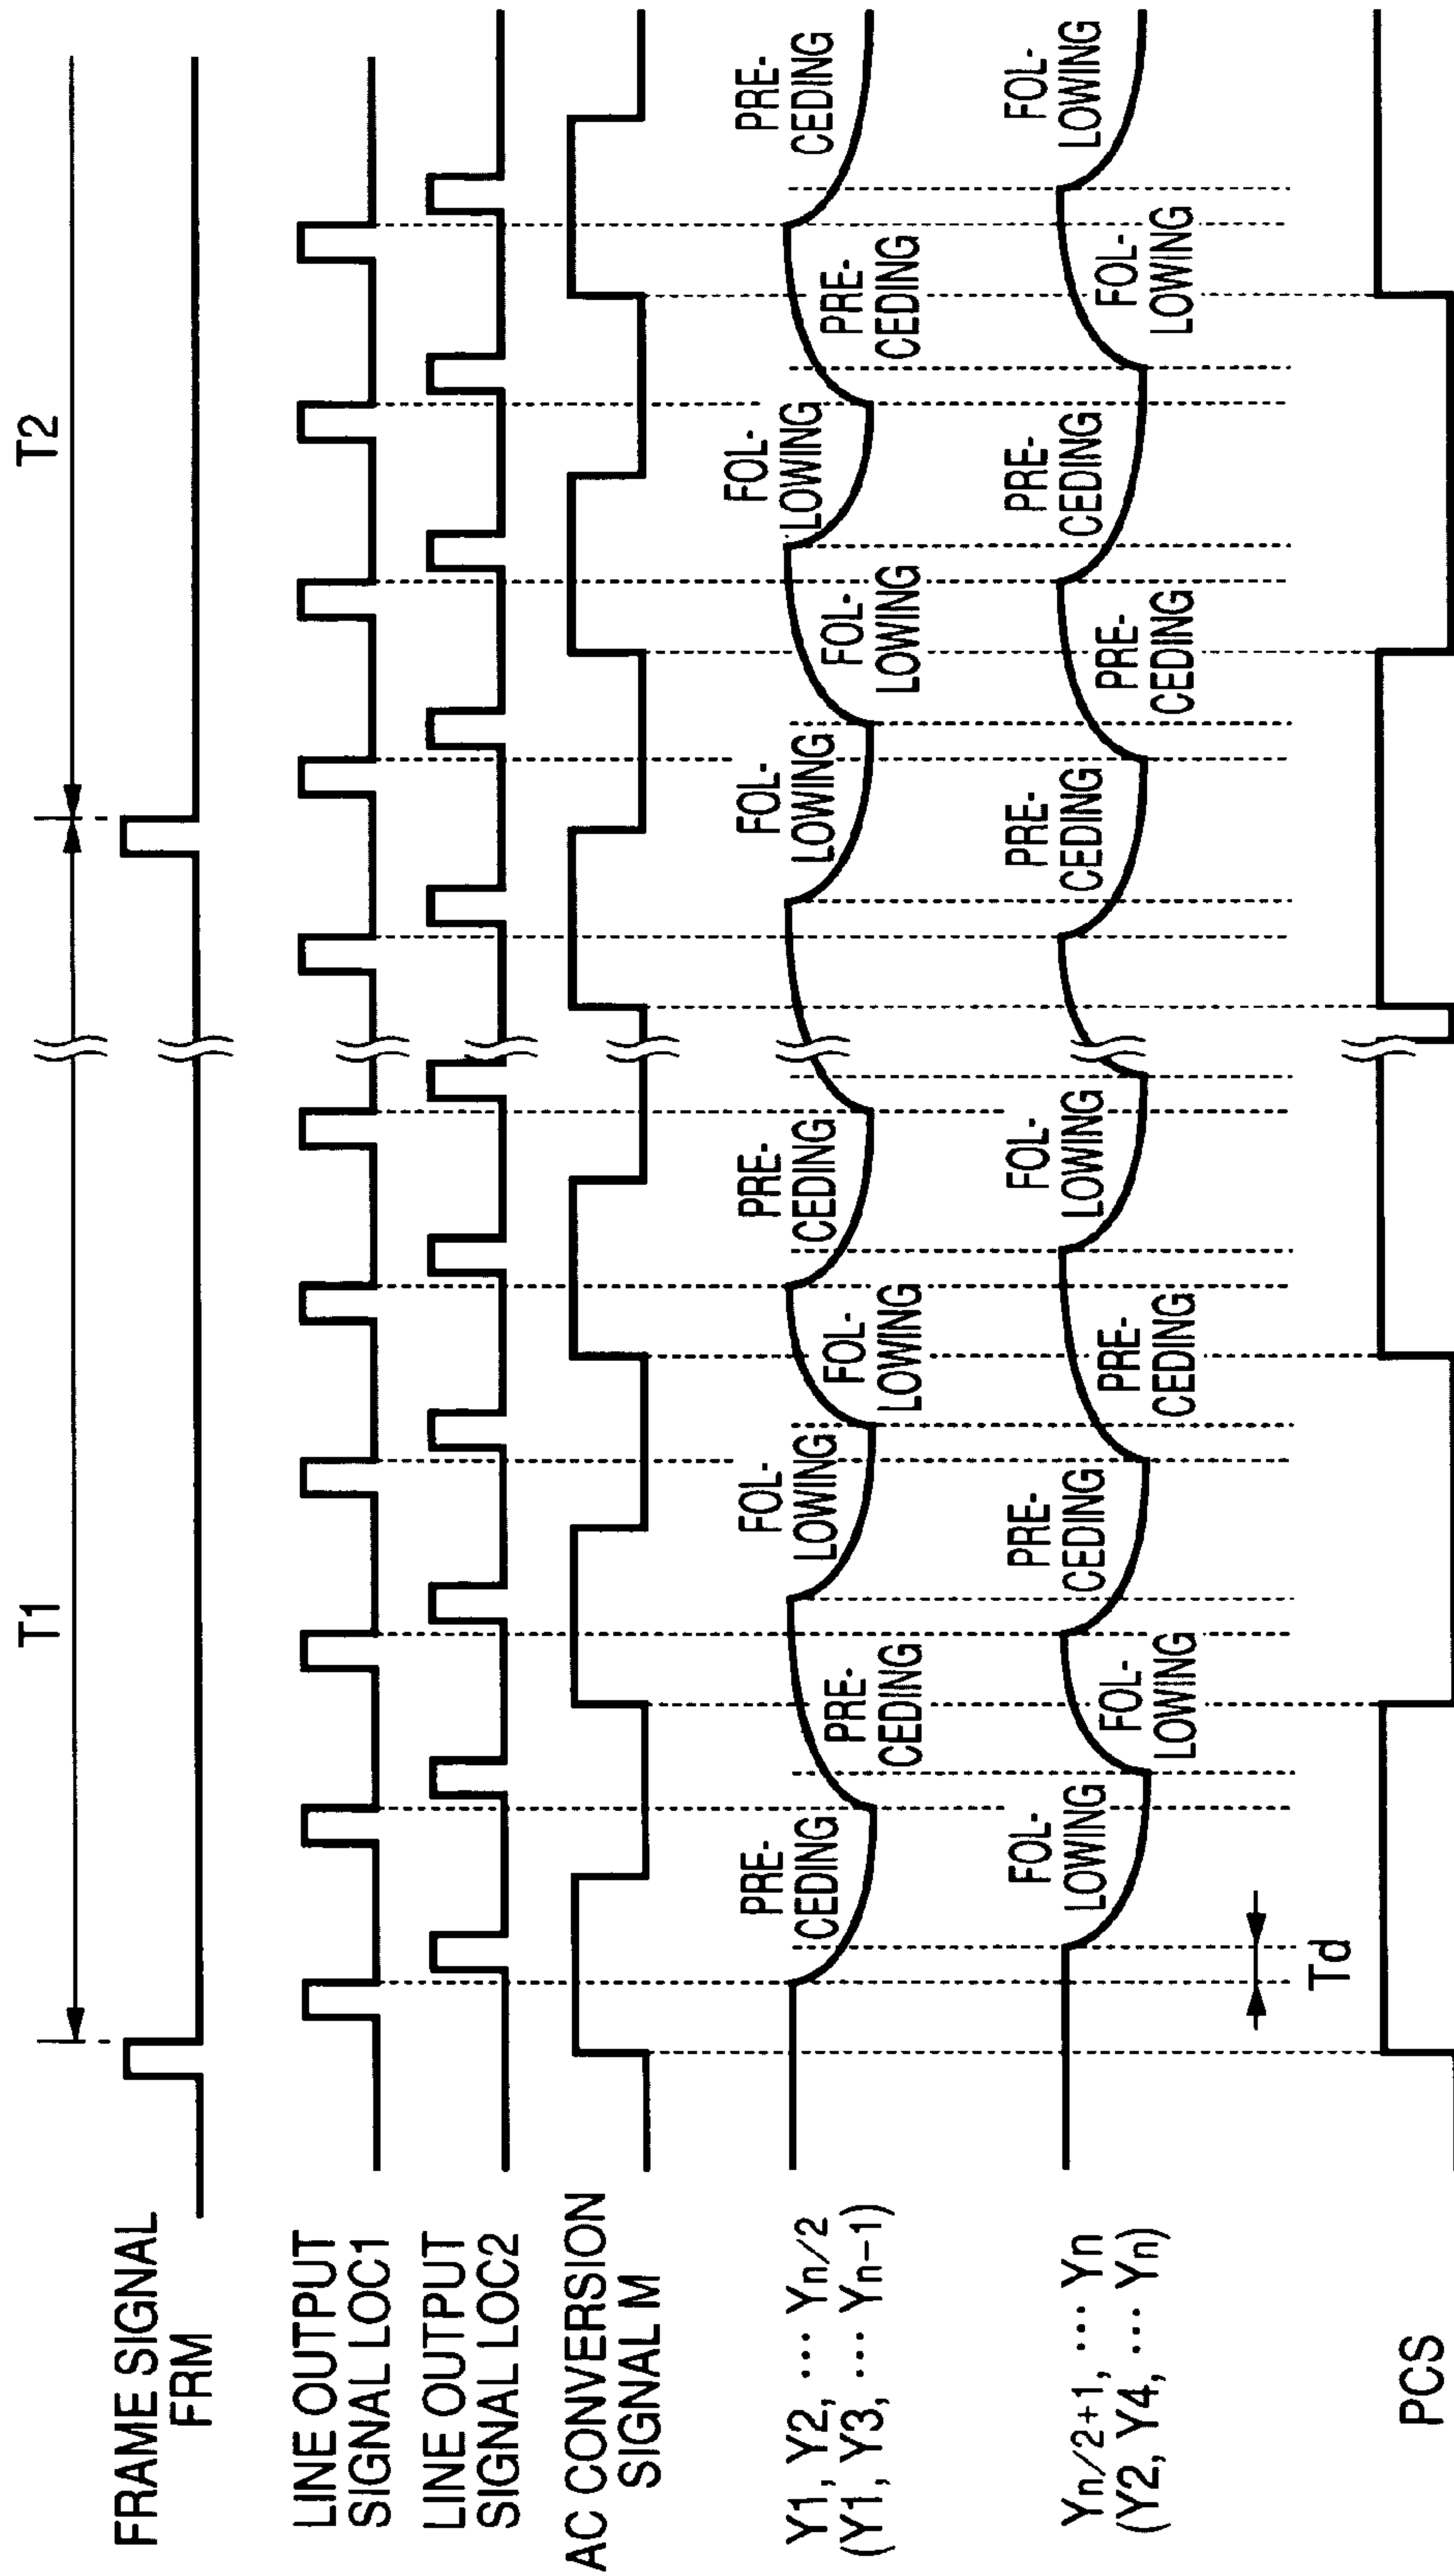 T1
T2
FRAME SIGNAL
FRM
LINE OUTPUT
SIGNAL LOC1
LINE OUTPUT
SIGNAL LOC2
AC CONVERSION
SIGNAL M
Y1, Y2, ··· Yn/2
(Y1, Y3, ··· Yn-1)
PRE-
CEDING
PRE-
CEDING
FOL-
LOWING
FOL-
LOWING
PRE-
CEDING
FOL-
LOWING
FOL-
LOWING
FOL-
LOWING
PRE-
CEDING
PRE-
CEDING
Yn/2+1, ··· Yn
(Y2, Y4, ··· Yn)
FOL-
LOWING
FOL-
LOWING
PRE-
CEDING
PRE-
CEDING
FOL-
LOWING
PRE-
CEDING
PRE-
CEDING
PRE-
CEDING
FOL-
LOWING
FOL-
LOWING
Td
PCS